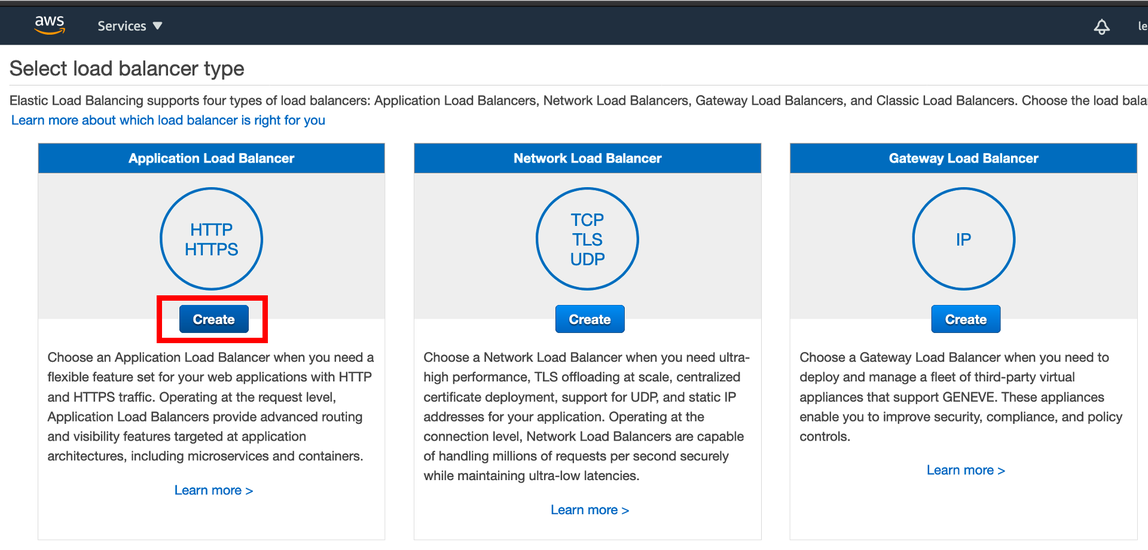 aws
Services ▼
le
Select load balancer type
Elastic Load Balancing supports four types of load balancers: Application Load Balancers, Network Load Balancers, Gateway Load Balancers, and Classic Load Balancers. Choose the load bala
Learn more about which load balancer is right for you
Application Load Balancer
HTTP
HTTPS
Create
Choose an Application Load Balancer when you need a
flexible feature set for your web applications with HTTP
and HTTPS traffic. Operating at the request level,
Application Load Balancers provide advanced routing
and visibility features targeted at application
architectures, including microservices and containers.
Learn more >
Network Load Balancer
TCP
TLS
UDP
Create
Choose a Network Load Balancer when you need ultra-
high performance, TLS offloading at scale, centralized
certificate deployment, support for UDP, and static IP
addresses for your application. Operating at the
connection level, Network Load Balancers are capable
of handling millions of requests per second securely
while maintaining ultra-low latencies.
Learn more >
Gateway Load Balancer
IP
Create
Choose a Gateway Load Balancer when you need to
deploy and manage a fleet of third-party virtual
appliances that support GENEVE. These appliances
enable you to improve security, compliance, and policy
controls.
Learn more >